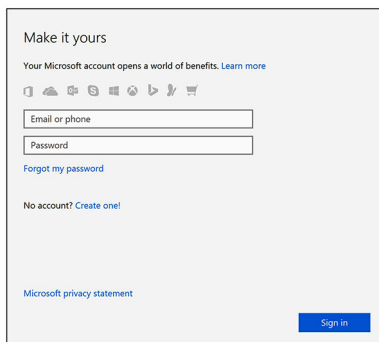 Make it yours
Your Microsoft account opens a world of benefits. Learn more
Email or phone
Password
Forgot my password
No account? Create one!
Microsoft privacy statement
Sign in